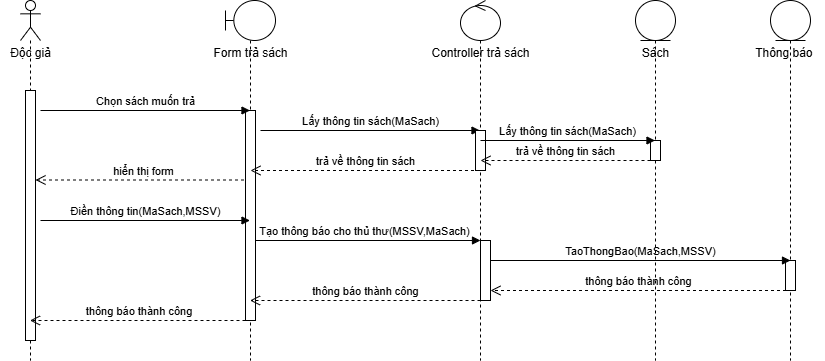 Độc giả
Form trả sách
Controller trả sách
Sách
Thông báo
Chọn sách muốn trả
Lấy thông tin sách(MaSach)
Lấy thông tin sách(MaSach)
trả về thông tin sách
trả về thông tin sách
hiển thị form
Điền thông tin(MaSach,MSSV)
Tạo thông báo cho thủ thư(MSSV,MaSach)
TaoThongBao(MaSach,MSSV)
thông báo thành công
thông báo thành công
thông báo thành công